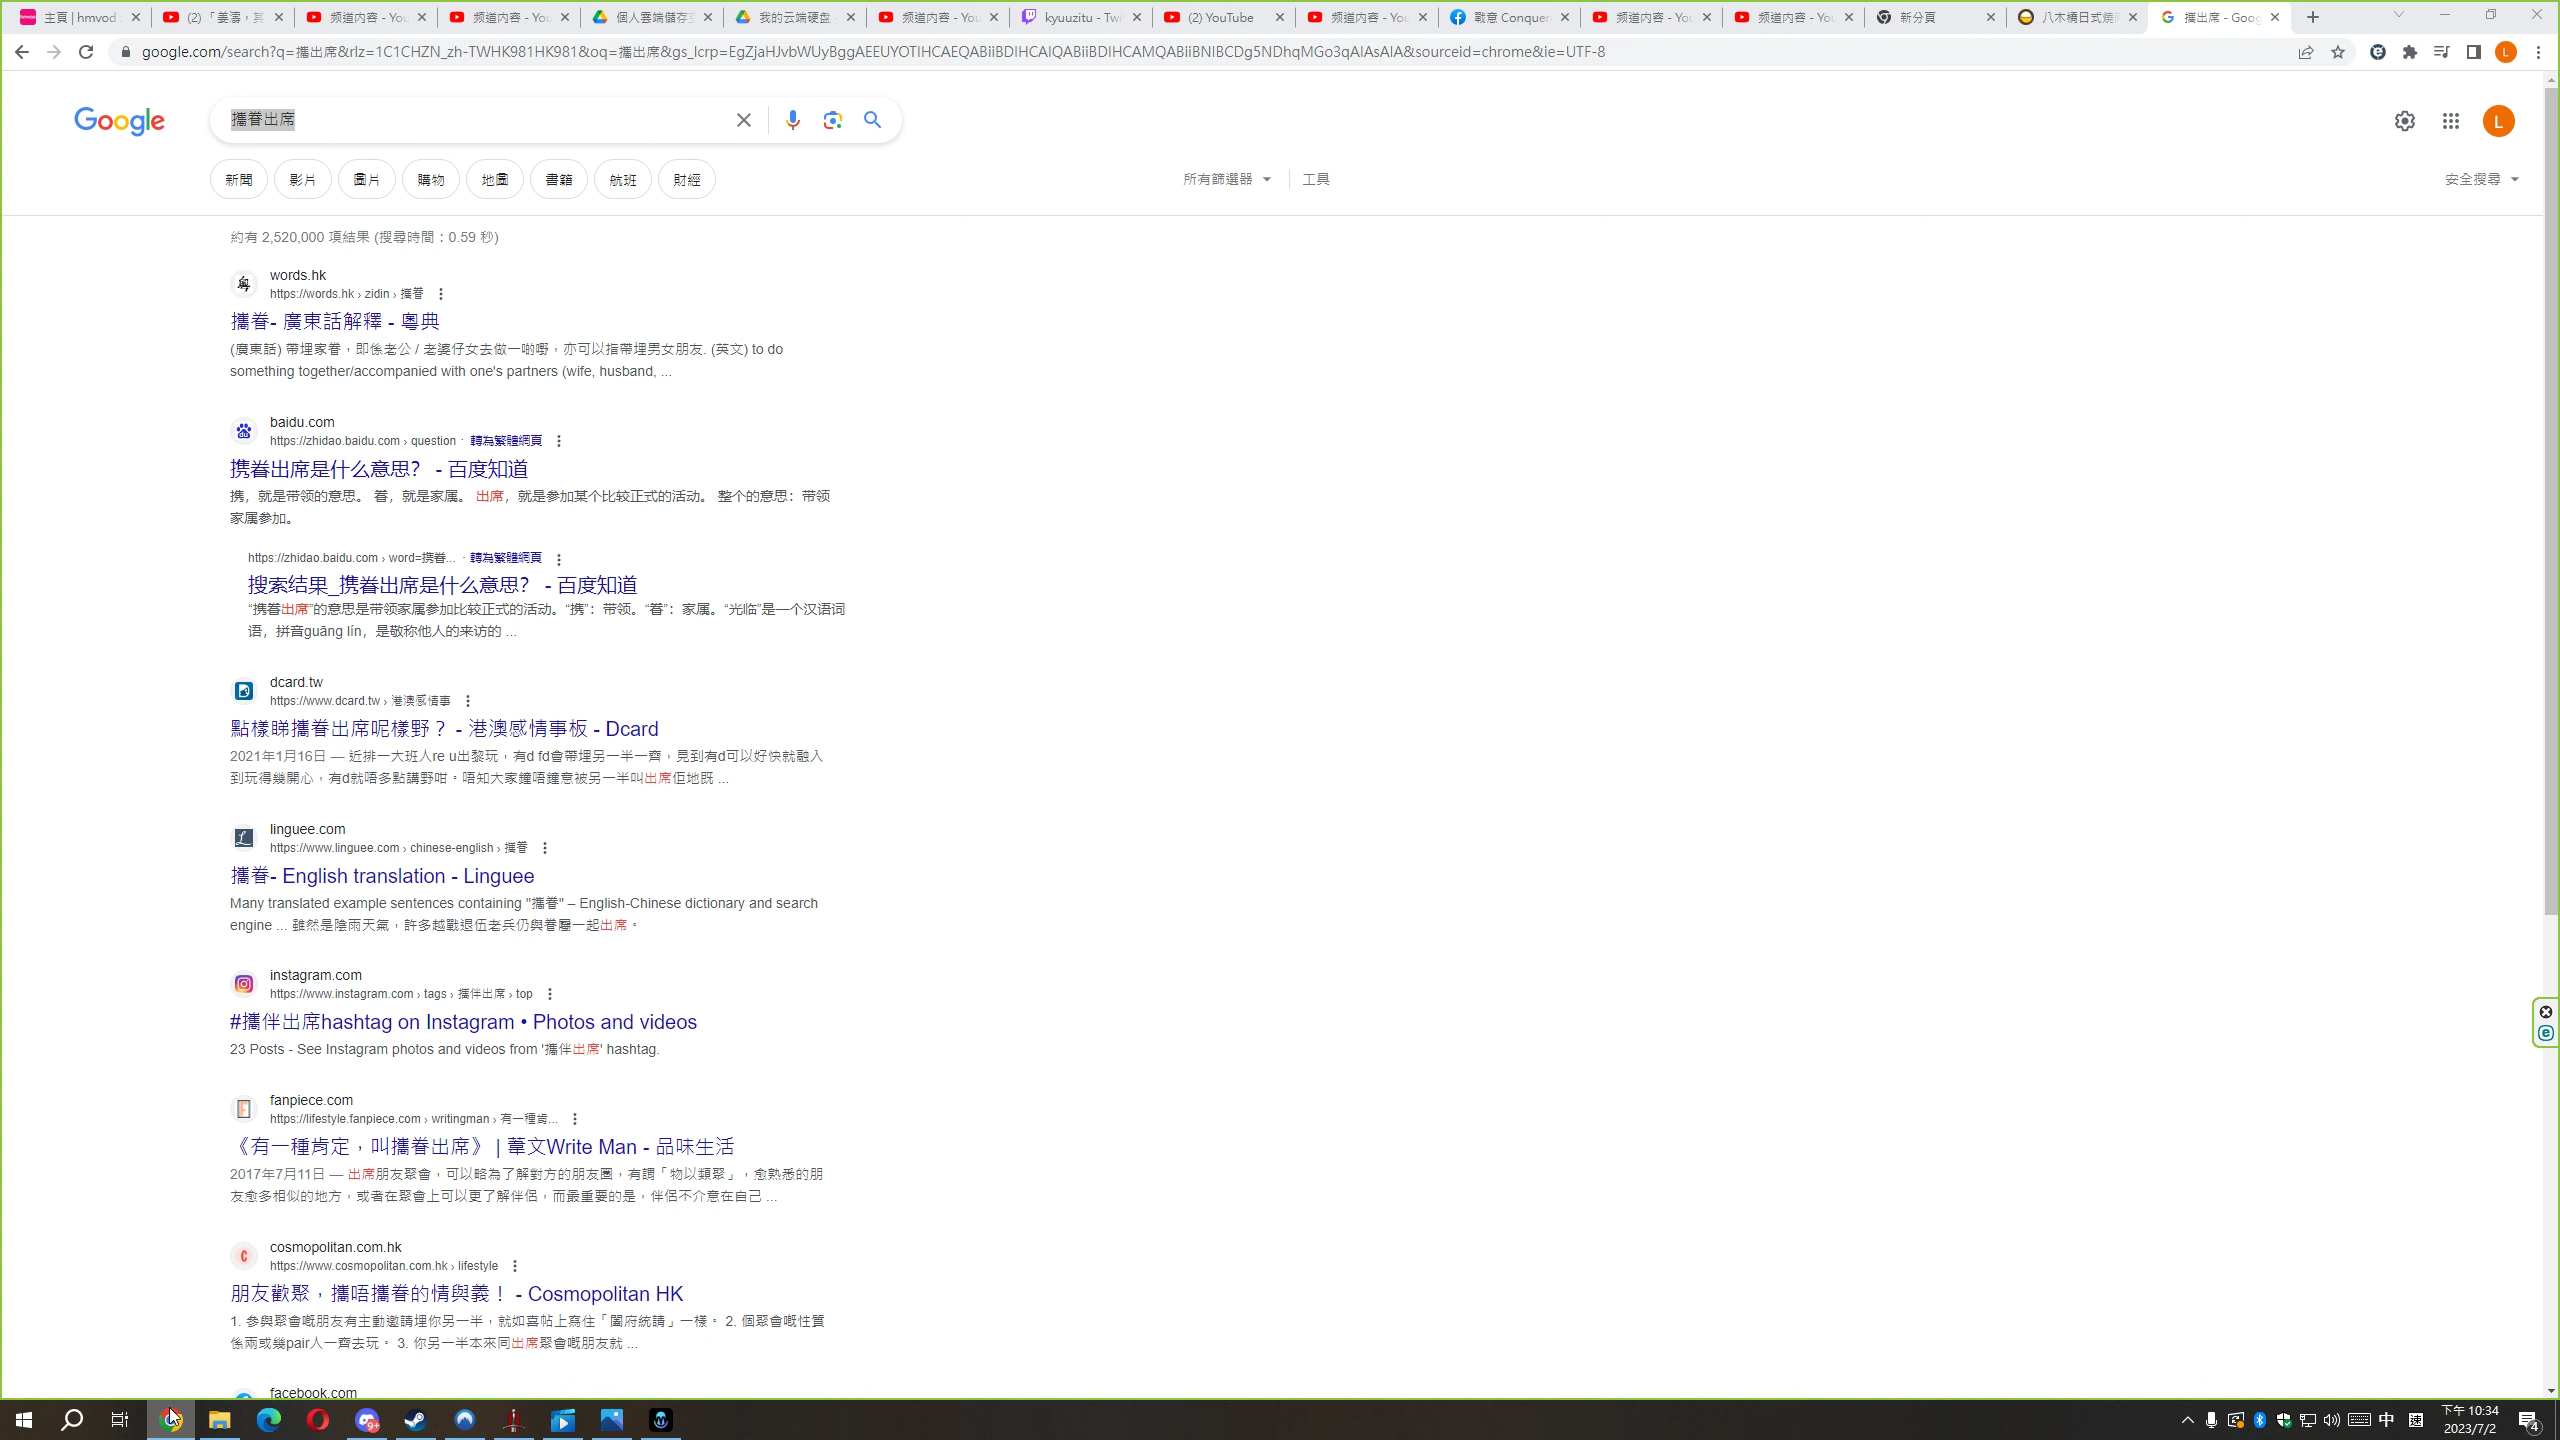 主頁 | hmvod
(2)「姜濤，其
频道内容 - You
频道内容 - You
個人雲端儲存空
我的云端硬盘 -
频道内容 - You
kyuuzitu - Twi
(2) YouTube
频道内容 - You
戰意 Conquer
频道内容 - You
频道内容 - You
新分頁
八木橋日式燒
攜出席 - Goog
google.com/search?q=攜出席&rlz=1C1CHZN_zh-TWHK981HK981&oq=攜出席&gs_lcrp=EgZjaHJvbWUyBggAEEUYOTIHCAEQABiiBDIHCAIQABiiBDIHCAMQABiiBNIBCDg5NDhqMGo3qAIAsAIA&sourceid=chrome&ie=UTF-8
L
Google
攜眷出席
L
新聞
影片
圖片
購物
地圖
書籍
航班
財經
所有篩選器
工具
安全搜尋
約有 2,520,000 項結果 (搜尋時間：0.59 秒)
words.hk
https://words.hk › zidin › 攜眷
攜眷- 廣東話解釋 - 粵典
(廣東話) 帶埋家眷，即係老公 / 老婆仔女去做一啲嘢，亦可以指帶埋男女朋友. (英文) to do
something together/accompanied with one's partners (wife, husband, ...
baidu.com
https://zhidao.baidu.com › question · 轉為繁體網頁
携眷出席是什么意思？ - 百度知道
携，就是带领的意思。 眷，就是家属。 出席，就是参加某个比较正式的活动。 整个的意思：带领
家属参加。
https://zhidao.baidu.com › word=携眷... · 轉為繁體網頁
搜索结果_携眷出席是什么意思？ - 百度知道
“携眷出席”的意思是带领家属参加比较正式的活动。“携”：带领。“眷”：家属。“光临”是一个汉语词
语，拼音guāng lín，是敬称他人的来访的 ...
dcard.tw
https://www.dcard.tw › 港澳感情事
點樣睇攜眷出席呢樣野？ - 港澳感情事板 - Dcard
2021年1月16日 — 近排一大班人re u出黎玩，有d fd會帶埋另一半一齊，見到有d可以好快就融入
到玩得幾開心，有d就唔多點講野咁。唔知大家鐘唔鐘意被另一半叫出席佢地既 ...
linguee.com
https://www.linguee.com › chinese-english › 攜眷
攜眷- English translation - Linguee
Many translated example sentences containing "攜眷" – English-Chinese dictionary and search
engine ... 雖然是陰雨天氣，許多越戰退伍老兵仍與眷屬一起出席。
instagram.com
https://www.instagram.com › tags › 攜伴出席 › top
#攜伴出席hashtag on Instagram • Photos and videos
23 Posts - See Instagram photos and videos from '攜伴出席' hashtag.
fanpiece.com
https://lifestyle.fanpiece.com › writingman › 有一種肯...
《有一種肯定，叫攜眷出席》 | 葦文Write Man - 品味生活
2017年7月11日 — 出席朋友聚會，可以略為了解對方的朋友圈，有謂「物以類聚」，愈熟悉的朋
友愈多相似的地方，或者在聚會上可以更了解伴侶，而最重要的是，伴侶不介意在自己 ...
cosmopolitan.com.hk
https://www.cosmopolitan.com.hk › lifestyle
朋友歡聚，攜唔攜眷的情與義！ - Cosmopolitan HK
1. 參與聚會嘅朋友有主動邀請埋你另一半，就如喜帖上寫住「闔府統請」一樣。 2. 個聚會嘅性質
係兩或幾pair人一齊去玩。 3. 你另一半本來同出席聚會嘅朋友就 ...
facebook.com
9+
中
速
下午 10:34
2023/7/2
4